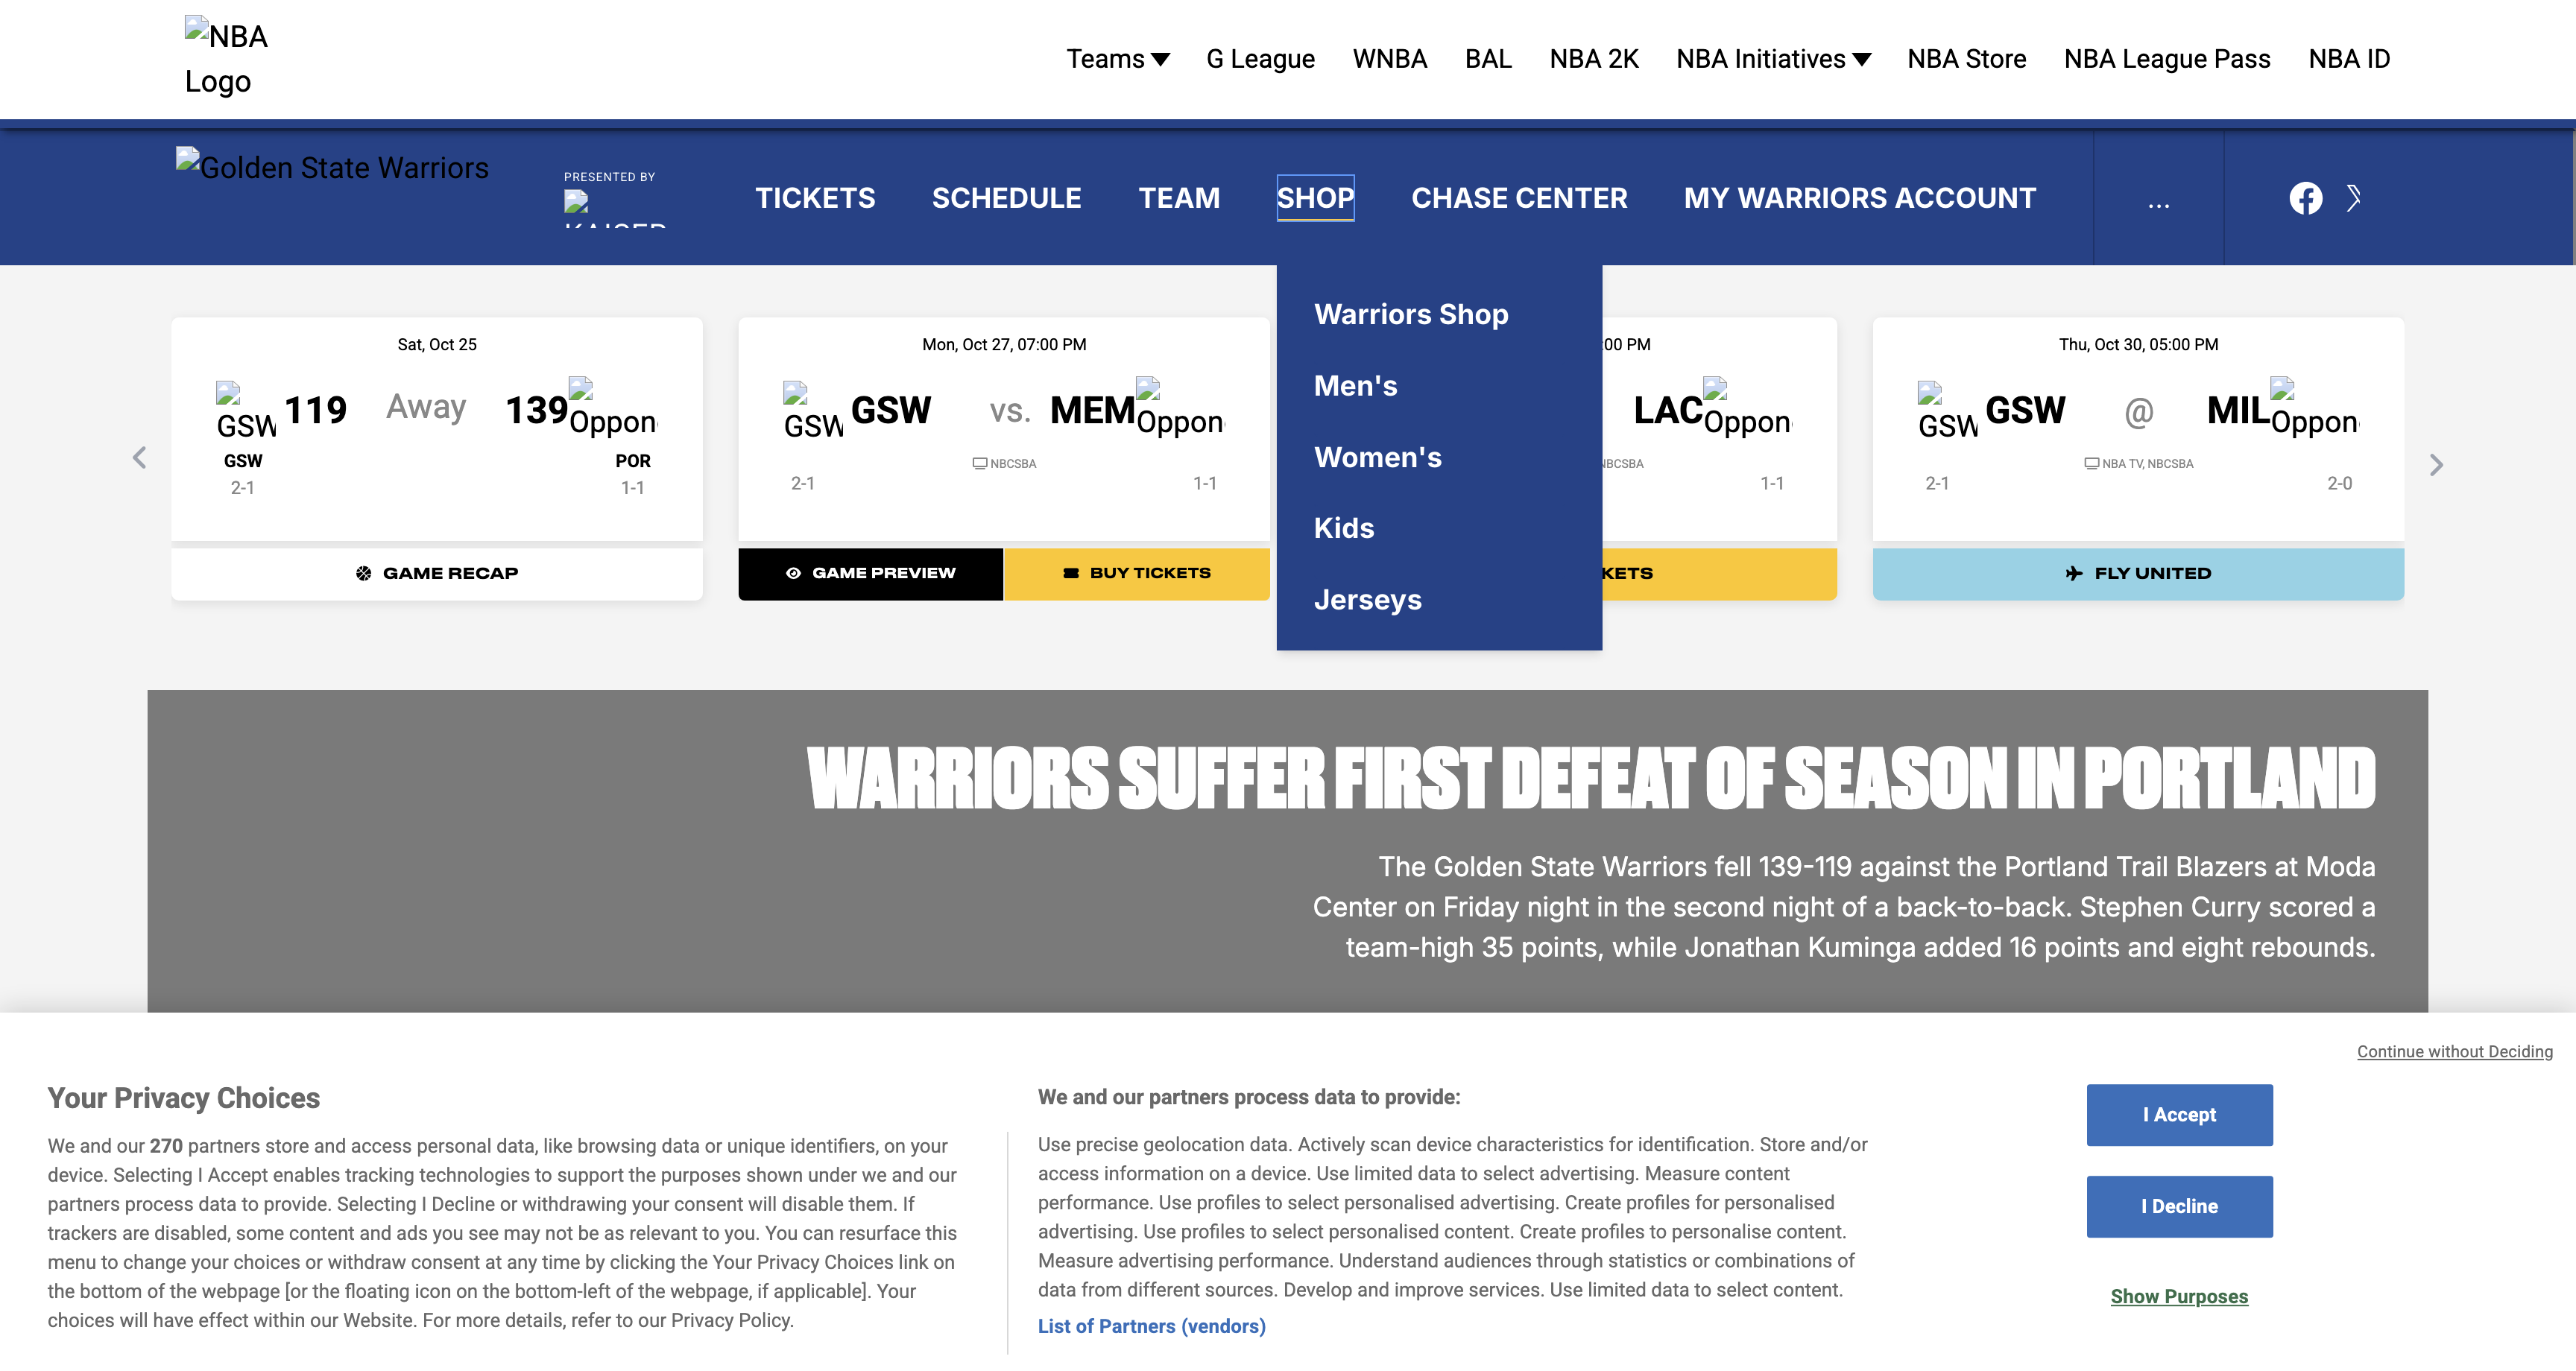 NBA
Logo
Teams G League WNBA BAL NBA 2K NBA Initiatives NBA Store NBA League Pass NBA ID
Golden State Warriors
PRESENTED BY
TICKETS SCHEDULE TEAM SHOP CHASE CENTER MY WARRIORS ACCOUNT ...
Warriors Shop
Men's
Women's
Kids
Jerseys
Sat, Oct 25
GSW 119 Away 139
GSW POR
2-1 1-1
GAME RECAP
Mon, Oct 27, 07:00 PM
GSW GSW vs. MEM
NBCSBA
2-1 1-1
GAME PREVIEW BUY TICKETS
:00 PM
LAC
NBCSBA
1-1
KETS
Thu, Oct 30, 05:00 PM
GSW GSW @ MIL
NBA TV, NBCSBA
2-1 2-0
FLY UNITED
WARRIORS SUFFER FIRST DEFEAT OF SEASON IN PORTLAND
The Golden State Warriors fell 139-119 against the Portland Trail Blazers at Moda
Center on Friday night in the second night of a back-to-back. Stephen Curry scored a
team-high 35 points, while Jonathan Kuminga added 16 points and eight rebounds.
Continue without Deciding
Your Privacy Choices
We and our 270 partners store and access personal data, like browsing data or unique identifiers, on your
device. Selecting I Accept enables tracking technologies to support the purposes shown under we and our
partners process data to provide. Selecting I Decline or withdrawing your consent will disable them. If
trackers are disabled, some content and ads you see may not be as relevant to you. You can resurface this
menu to change your choices or withdraw consent at any time by clicking the Your Privacy Choices link on
the bottom of the webpage [or the floating icon on the bottom-left of the webpage, if applicable]. Your
choices will have effect within our Website. For more details, refer to our Privacy Policy.
We and our partners process data to provide:
Use precise geolocation data. Actively scan device characteristics for identification. Store and/or
access information on a device. Use limited data to select advertising. Measure content
performance. Use profiles to select personalised advertising. Create profiles for personalised
advertising. Use profiles to select personalised content. Create profiles to personalise content.
Measure advertising performance. Understand audiences through statistics or combinations of
data from different sources. Develop and improve services. Use limited data to select content.
List of Partners (vendors)
I Accept
I Decline
Show Purposes